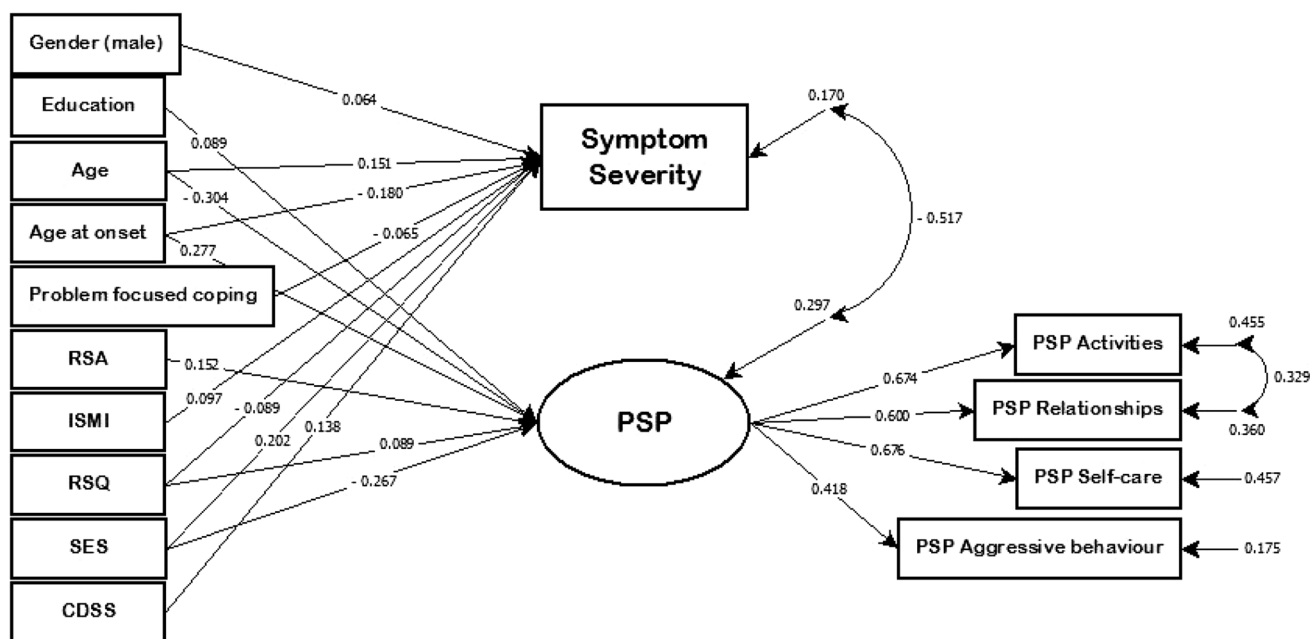 Gender (male)
Education
Age
Age at onset
Problem focused coping
RSA
ISMI
RSQ
SES
CDSS
0.064
0.089
0.151
- 0.304
- 0.180
0.277
- 0.065
0.152
0.097
- 0.089
0.202
0.138
0.089
- 0.267
Symptom
Severity
0.170
- 0.517
0.297
PSP
0.674
0.600
0.676
0.418
PSP Activities
PSP Relationships
PSP Self-care
PSP Aggressive behaviour
0.455
0.329
0.360
0.457
0.175